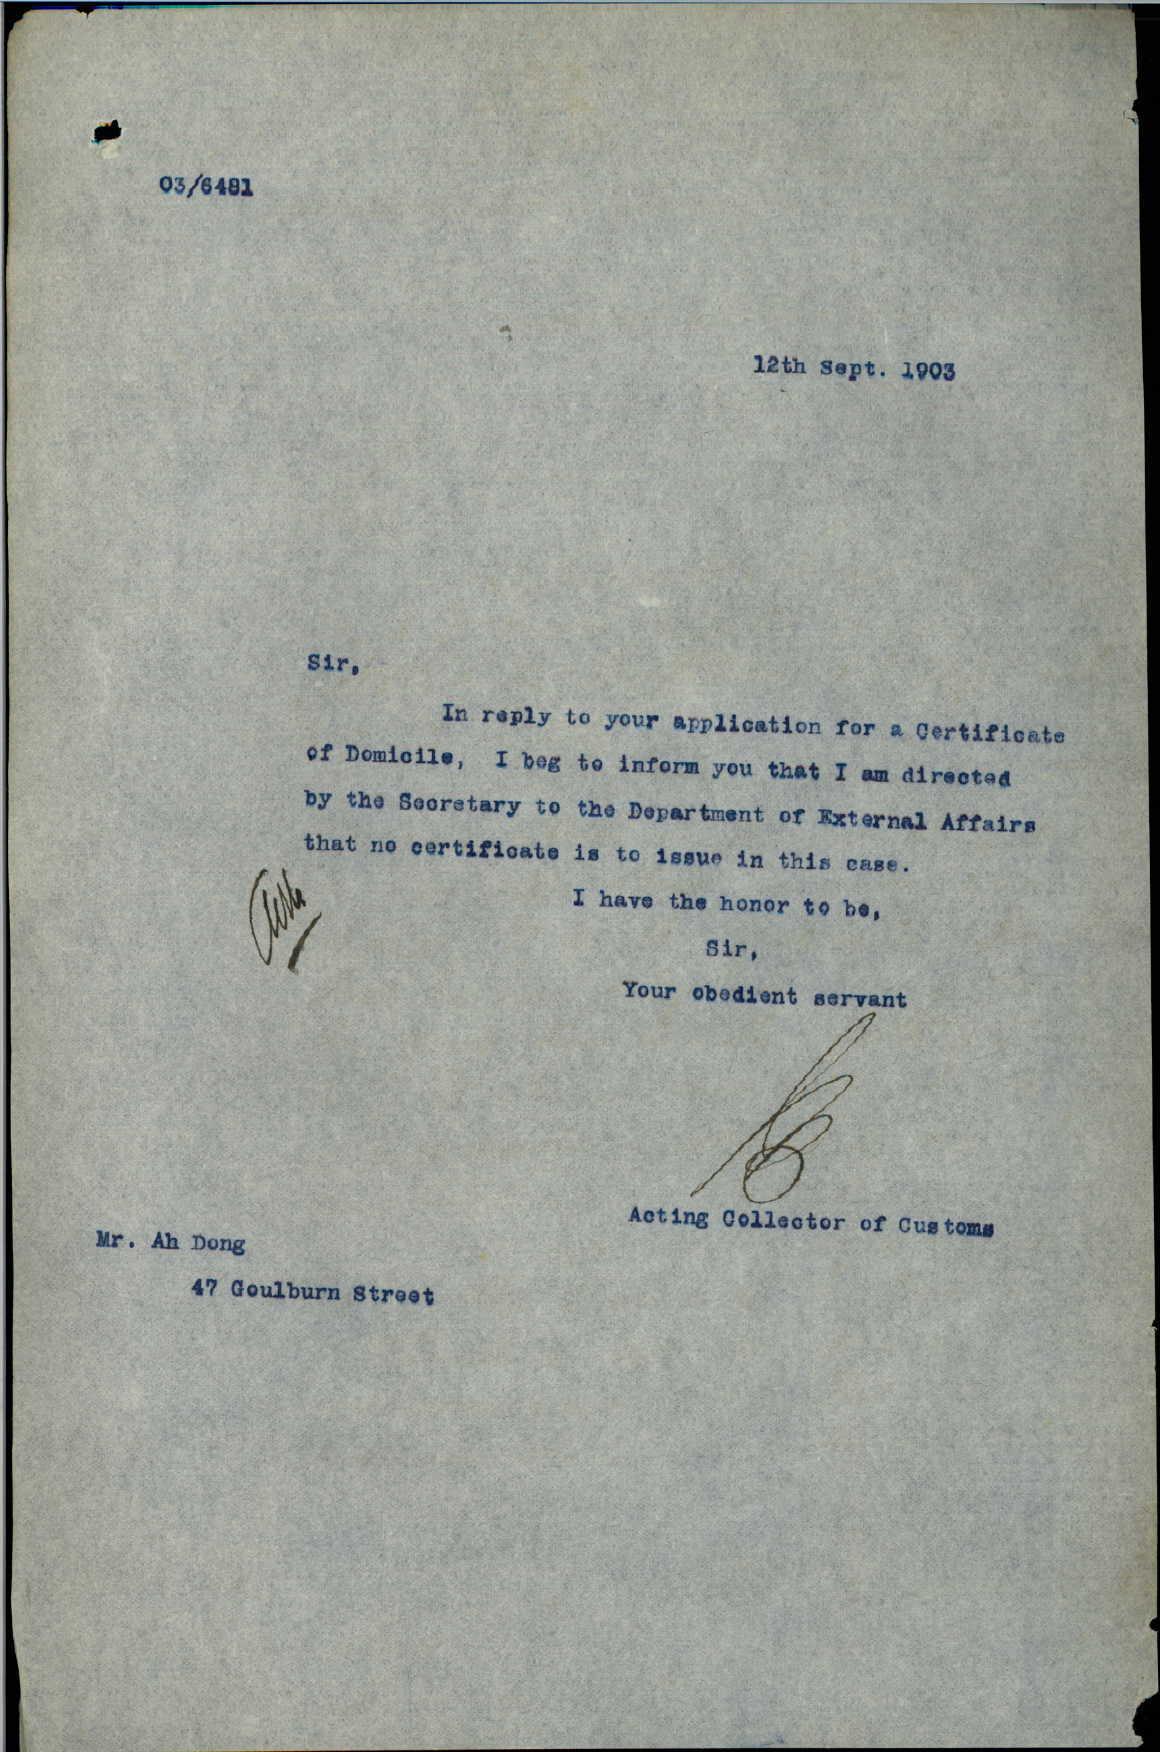 03/6481
12th Sept. 1903
Sir,
In reply to your application for a Certificate
of Domicile, I beg to inform you that I am directed
by the Secretary to the Department of External Affairs
that no certificate is to issue in this case.
I have the honor to be,
Sir,
Your obedient servant
Acting Collector of Customs
Mr. Ah Dong
47 Goulburn Street